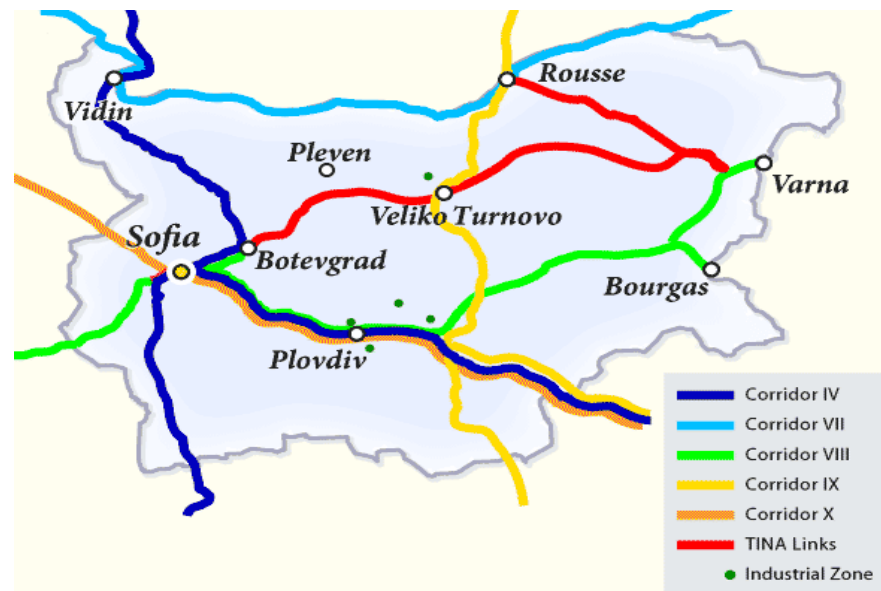 Rousse
Vidin
Pleven
Varna
Veliko Turnovo
Sofia
Botevgrad
Bourgas
Plovdiv
Corridor IV
Corridor VII
Corridor VIII
Corridor IX
Corridor X
TINA Links
Industrial Zone